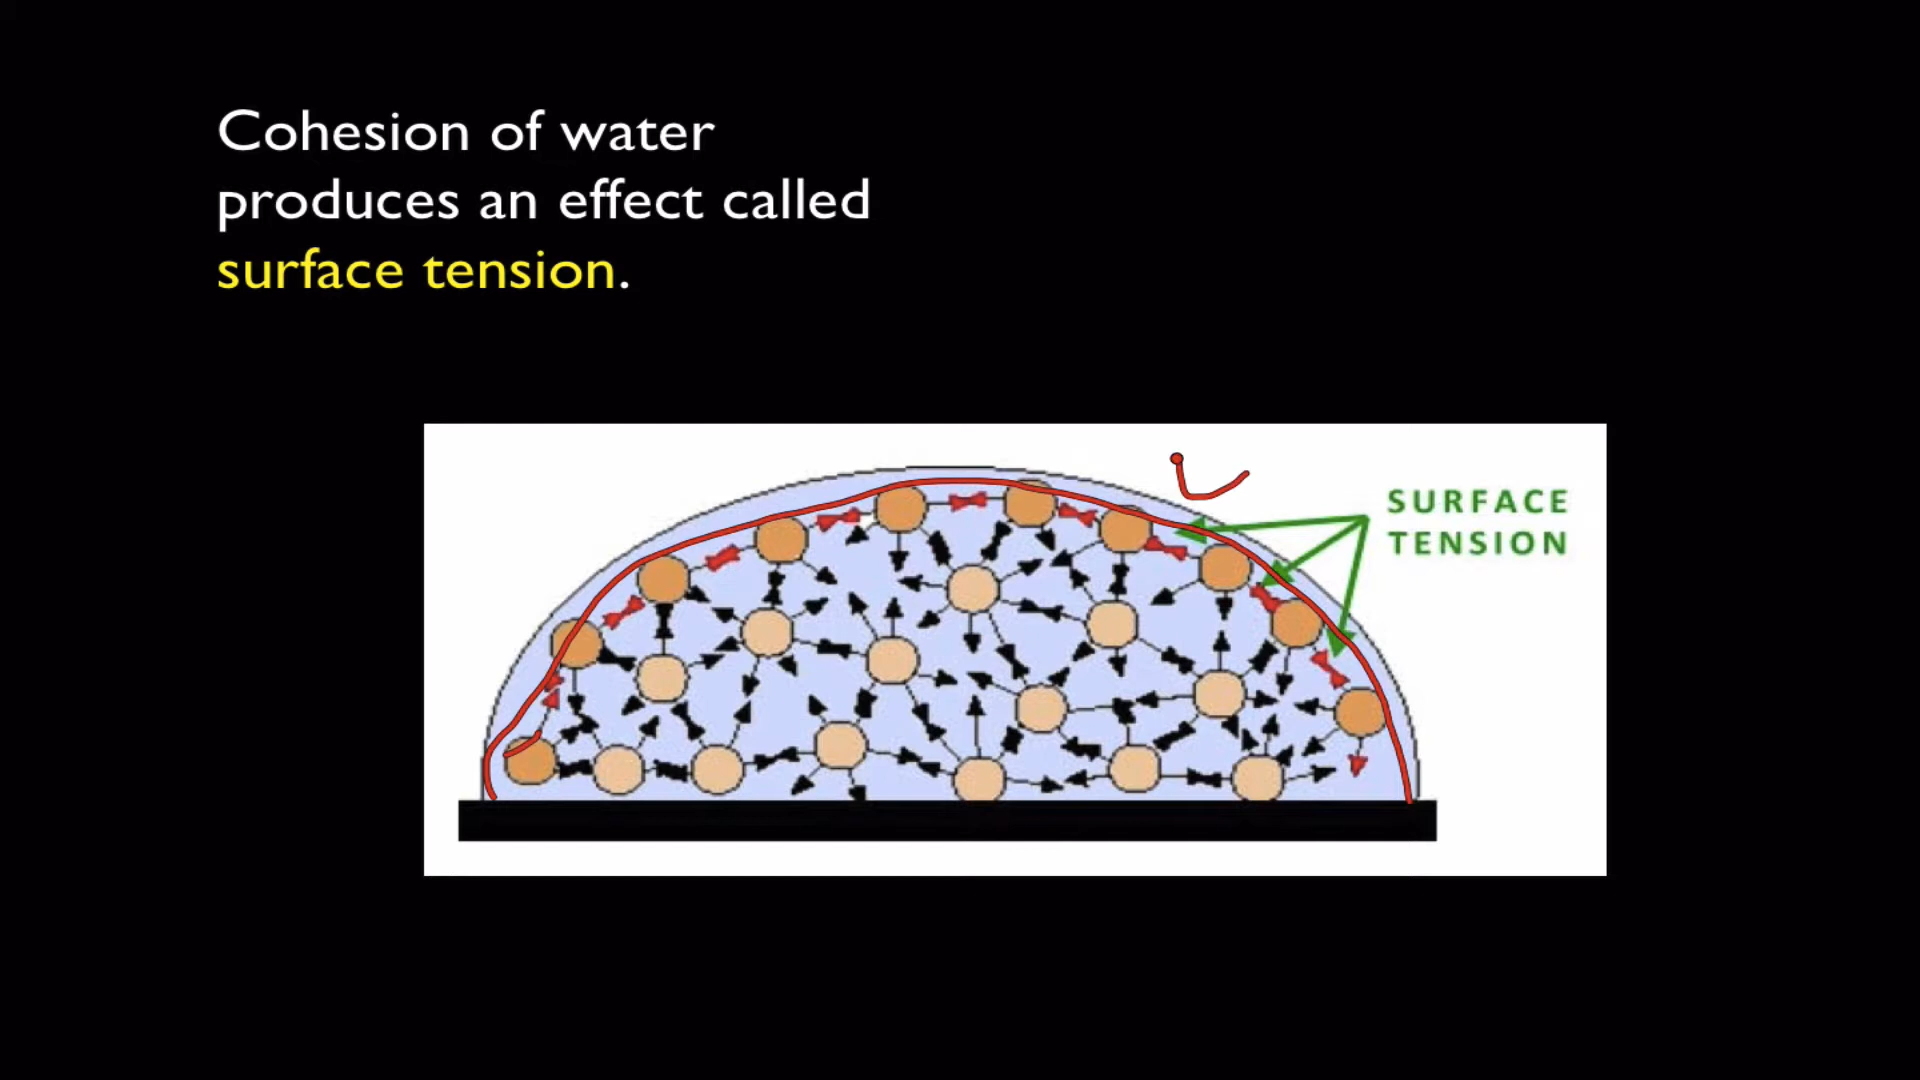 Cohesion of water
produces an effect called
surface tension.
SURFACE
TENSION